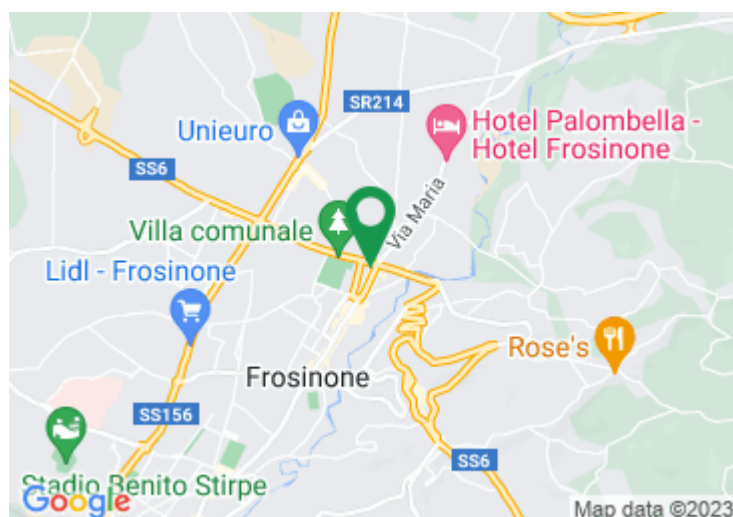 SR214
Unieuro
Hotel Palombella -
Hotel Frosinone
SS6
Via Maria
Villa comunale
Lidl - Frosinone
Rose's
Frosinone
SS156
SS6
Stadio Benito Stirpe
Google
Map data ©2023